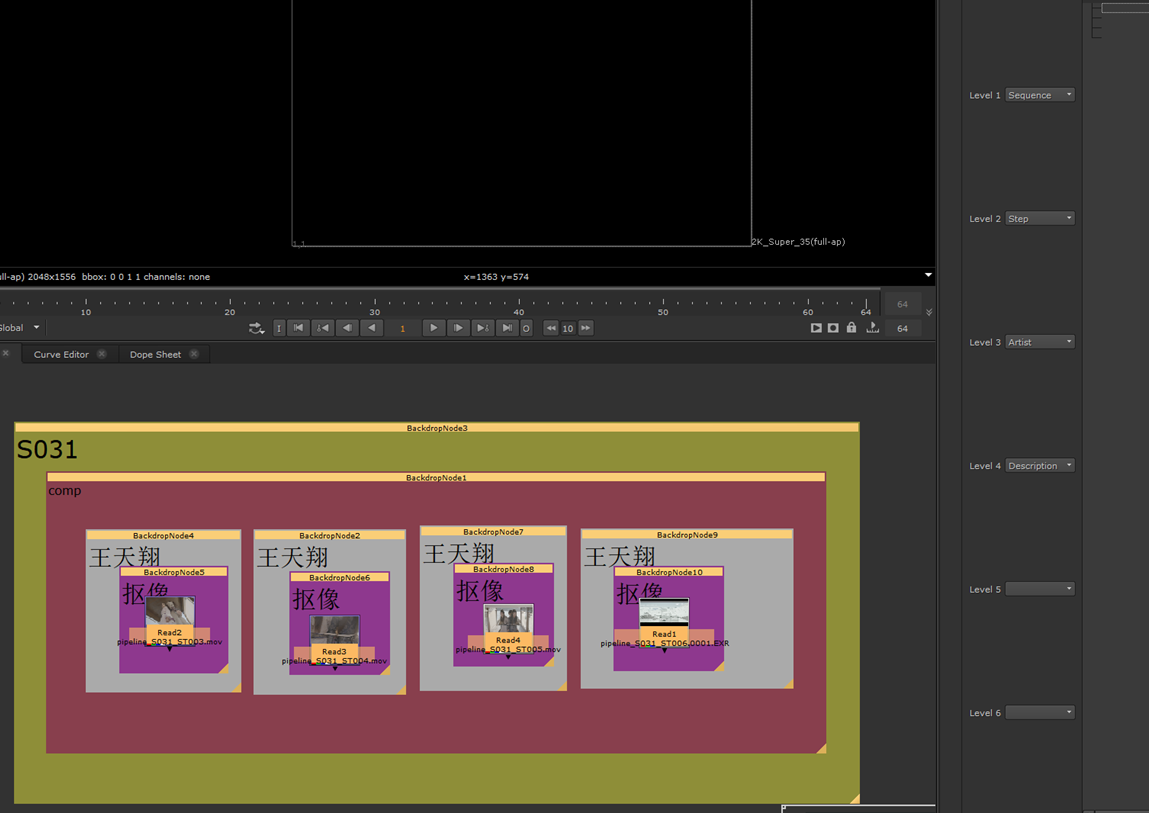 1,1
2K_Super_35(full-ap)
ull-ap) 2048x1556 bbox: 0 0 1 1 channels: none
x=1363 y=574
10
20
30
40
50
60
64
64
Global
I
1
O
10
64
Curve Editor
Dope Sheet
BackdropNode3
S031
BackdropNode1
comp
BackdropNode4
王天翔
BackdropNode5
抠像
Read2
pipeline_S031_ST003.mov
BackdropNode2
王天翔
BackdropNode6
抠像
Read3
pipeline_S031_ST004.mov
BackdropNode7
王天翔
BackdropNode8
抠像
Read4
pipeline_S031_ST005.mov
BackdropNode9
王天翔
BackdropNode10
抠像
Read1
pipeline_S031_ST006.0001.EXR
Level 1 Sequence
Level 2 Step
Level 3 Artist
Level 4 Description
Level 5
Level 6